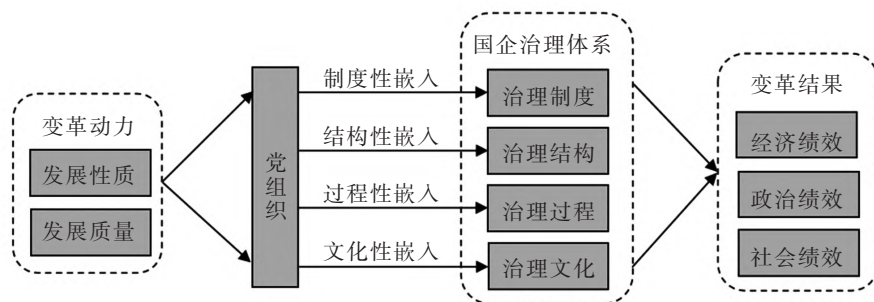 变革动力
发展性质
发展质量
党组织
制度性嵌入
结构性嵌入
过程性嵌入
文化性嵌入
国企治理体系
治理制度
治理结构
治理过程
治理文化
变革结果
经济绩效
政治绩效
社会绩效